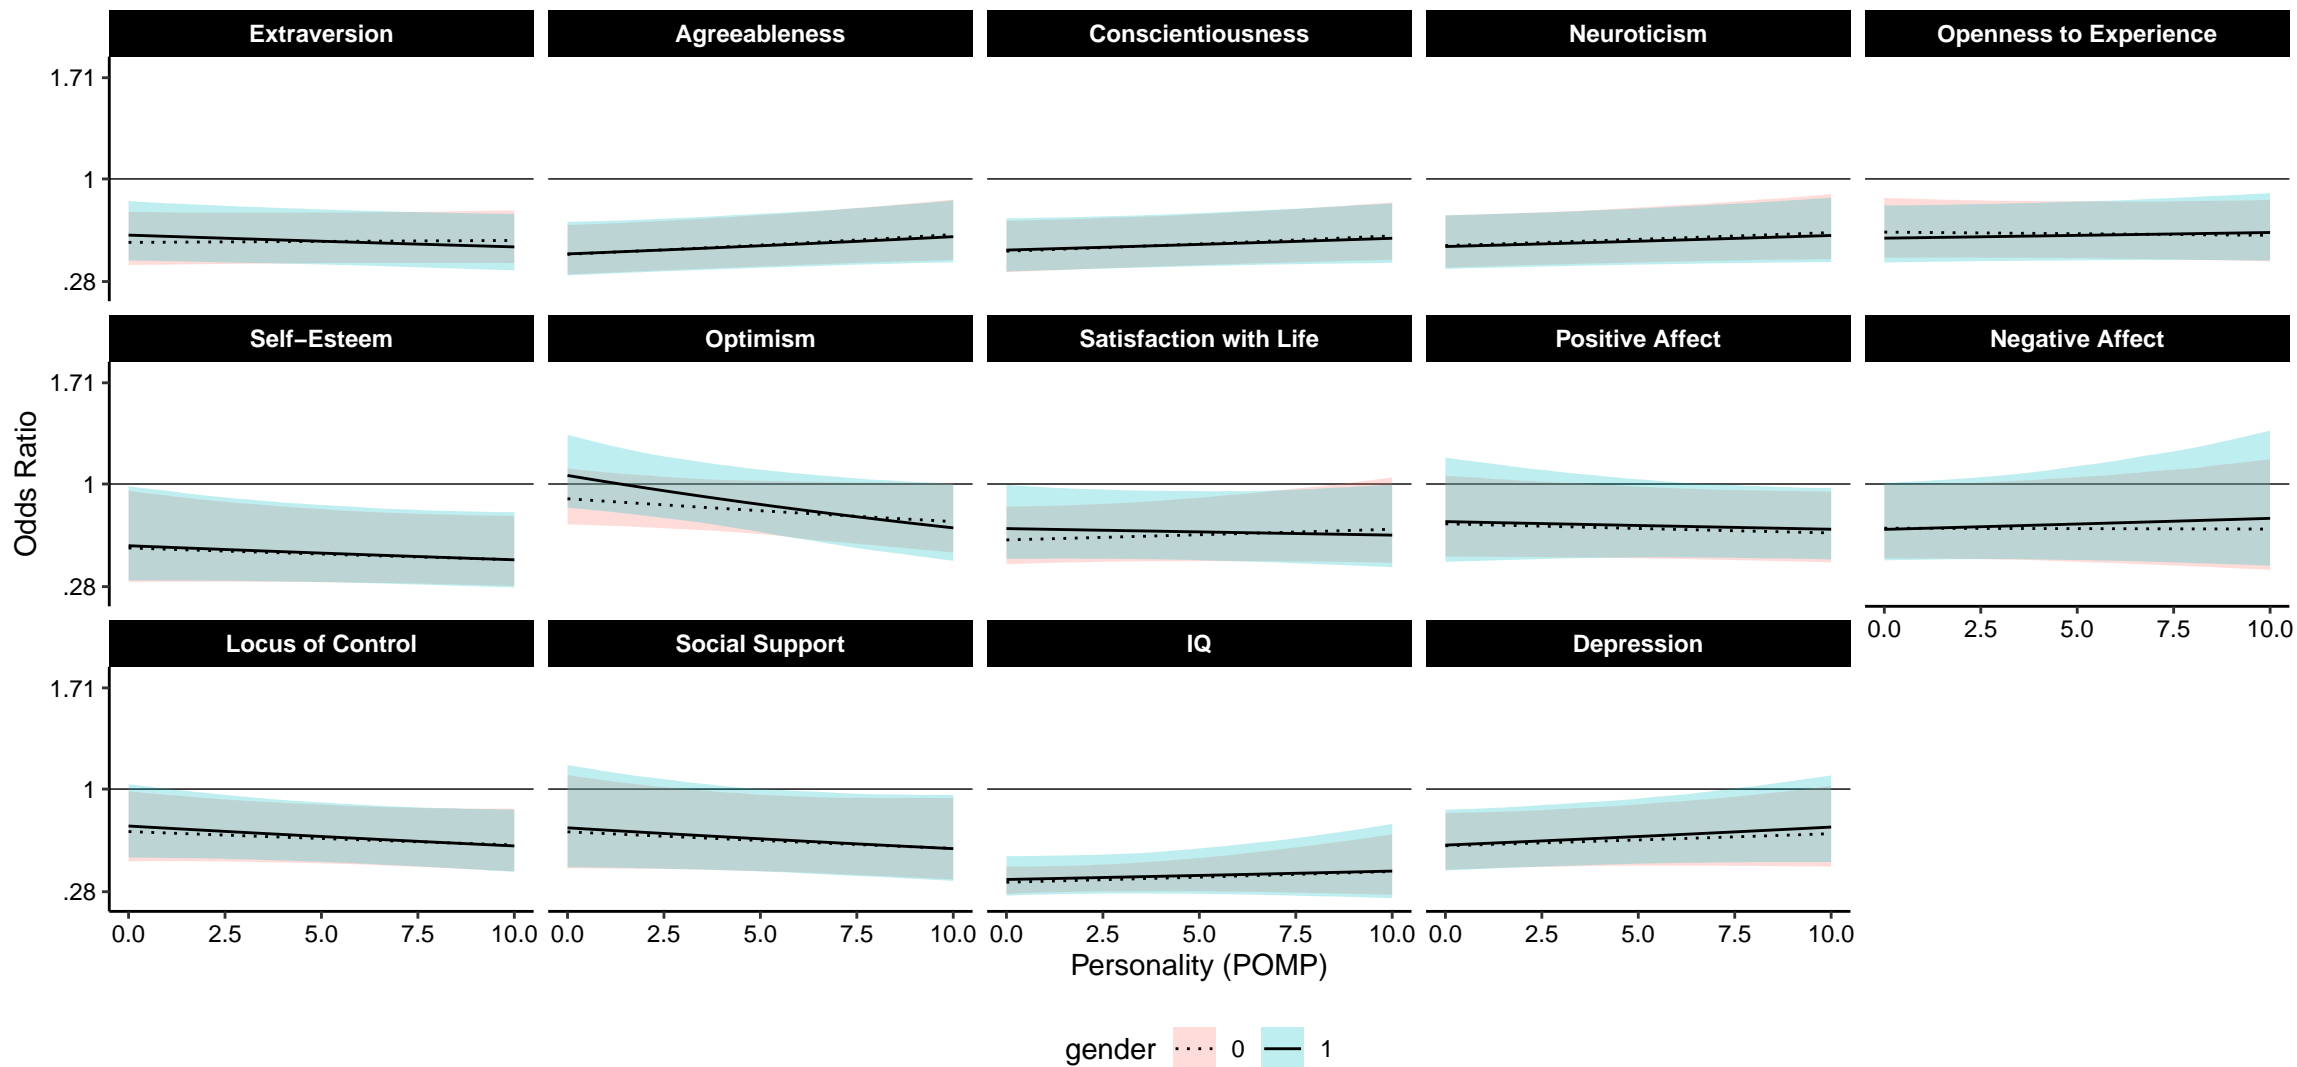 Extraversion
Agreeableness
Conscientiousness
Neuroticism
Openness to Experience
1.71
1
.28
Self−Esteem
Optimism
Satisfaction with Life
Positive Affect
Negative Affect
1.71
1
.28
0.0 2.5 5.0 7.5 10.0
Locus of Control
Social Support
IQ
Depression
1.71
1
.28
0.0 2.5 5.0 7.5 10.0
0.0 2.5 5.0 7.5 10.0
0.0 2.5 5.0 7.5 10.0
0.0 2.5 5.0 7.5 10.0
Odds Ratio
Personality (POMP)
gender 0 1